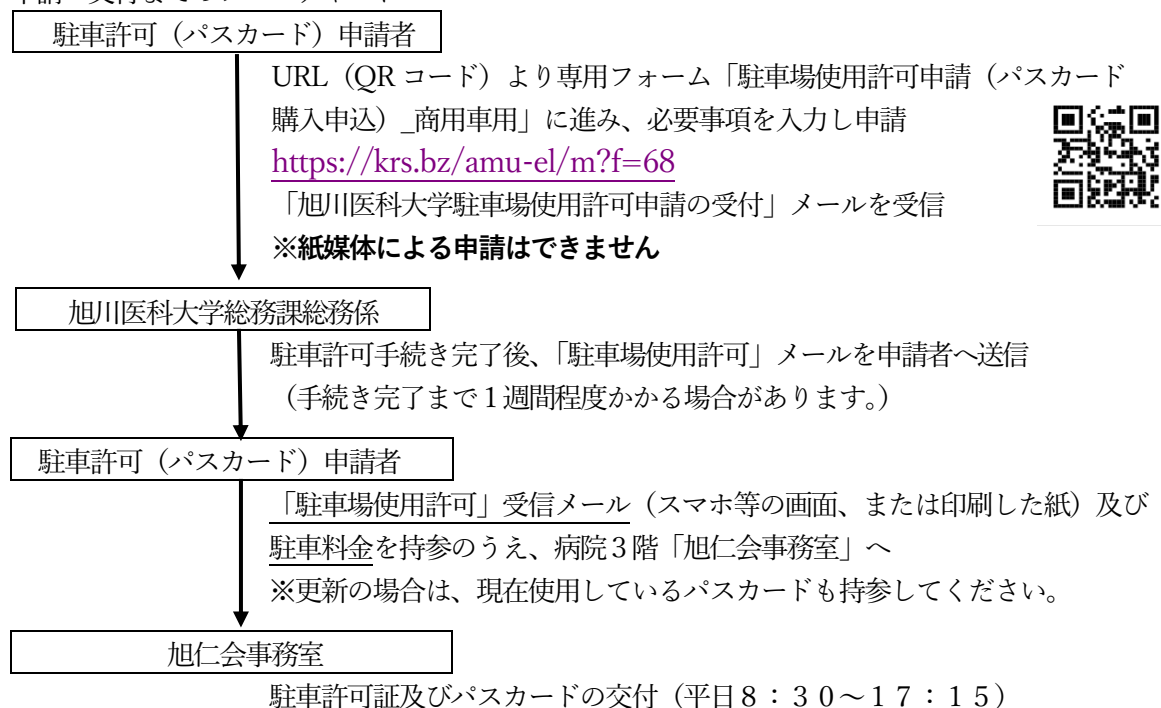 駐車許可（パスカード）申請者
URL（QR コード）より専用フォーム「駐車場使用許可申請（パスカード
購入申込）_商用車用」に進み、必要事項を入力し申請
https://krs.bz/amu-el/m?f=68
「旭川医科大学駐車場使用許可申請の受付」メールを受信
※紙媒体による申請はできません
旭川医科大学総務課総務係
駐車許可手続き完了後、「駐車場使用許可」メールを申請者へ送信
（手続き完了まで１週間程度かかる場合があります。）
駐車許可（パスカード）申請者
「駐車場使用許可」受信メール（スマホ等の画面、または印刷した紙）及び
駐車料金を持参のうえ、病院３階「旭仁会事務室」へ
※更新の場合は、現在使用しているパスカードも持参してください。
旭仁会事務室
駐車許可証及びパスカードの交付（平日８：３０～１７：１５）